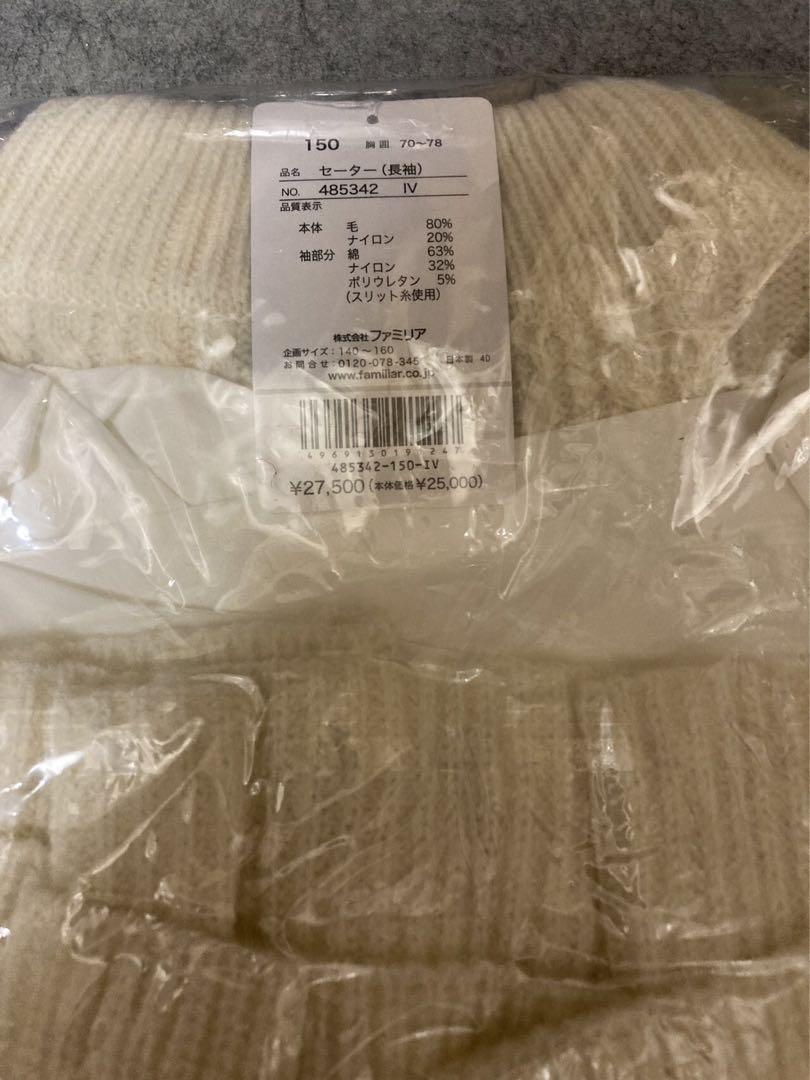 150 胸囲 70~78
品名 セーター(長袖)
NO. 485342 IV
品質表示
本体 毛 80%
ナイロン 20%
袖部分 綿 63%
ナイロン 32%
ポリウレタン 5%
(スリット糸使用)
株式会社ファミリア
企画サイズ:140~160
お問合せ:0120-078-345 日本製 4D
www.familiar.co.jp
496913019 247
485342-150-IV
¥27,500(本体価格¥25,000)